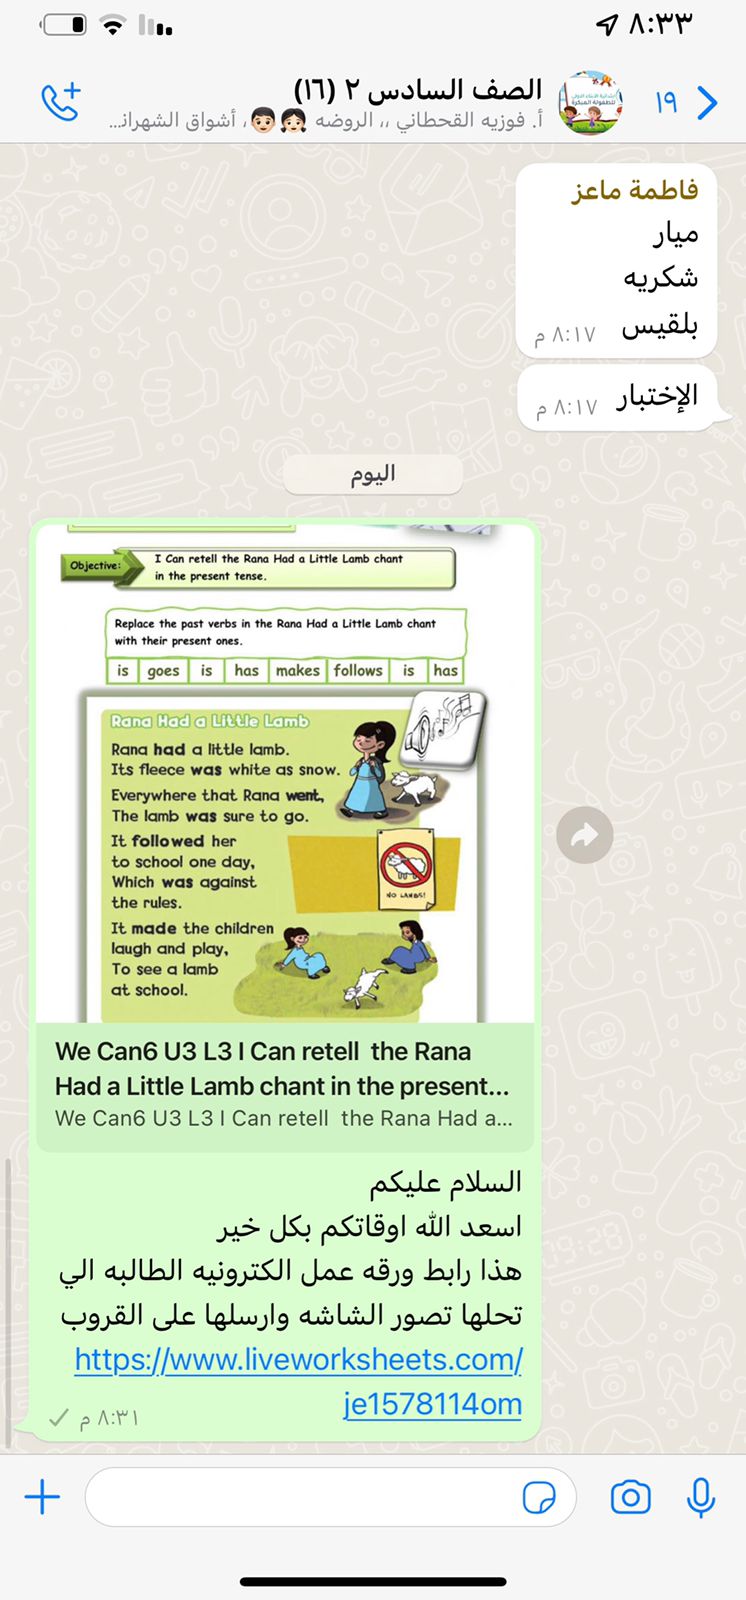 ٨:٣٣
١٩
الصف السادس ٢ (١٦)
أ. فوزيه القحطاني ،، الروضه 👧🏻👦🏻، أشواق الشهراني...
فاطمة ماعز
ميار
شكريه
بلقيس
٨:١٧ م
الإختبار
٨:١٧ م
اليوم
Objective:
I Can retell the Rana Had a Little Lamb chant
in the present tense.
Replace the past verbs in the Rana Had a Little Lamb chant
with their present ones.
is goes is has makes follows is has
Rana Had a Little Lamb
Rana had a little lamb.
Its fleece was white as snow.
Everywhere that Rana went,
The lamb was sure to go.
It followed her
to school one day,
Which was against
the rules.
NO LAMBS!
It made the children
laugh and play,
To see a lamb
at school.
We Can6 U3 L3 I Can retell the Rana
Had a Little Lamb chant in the present...
We Can6 U3 L3 I Can retell the Rana Had a...
السلام عليكم
اسعد الله اوقاتكم بكل خير
هذا رابط ورقه عمل الكترونيه الطالبه الي
تحلها تصور الشاشه وارسلها على القروب
https://www.liveworksheets.com/
je1578114om
٨:٣١ م